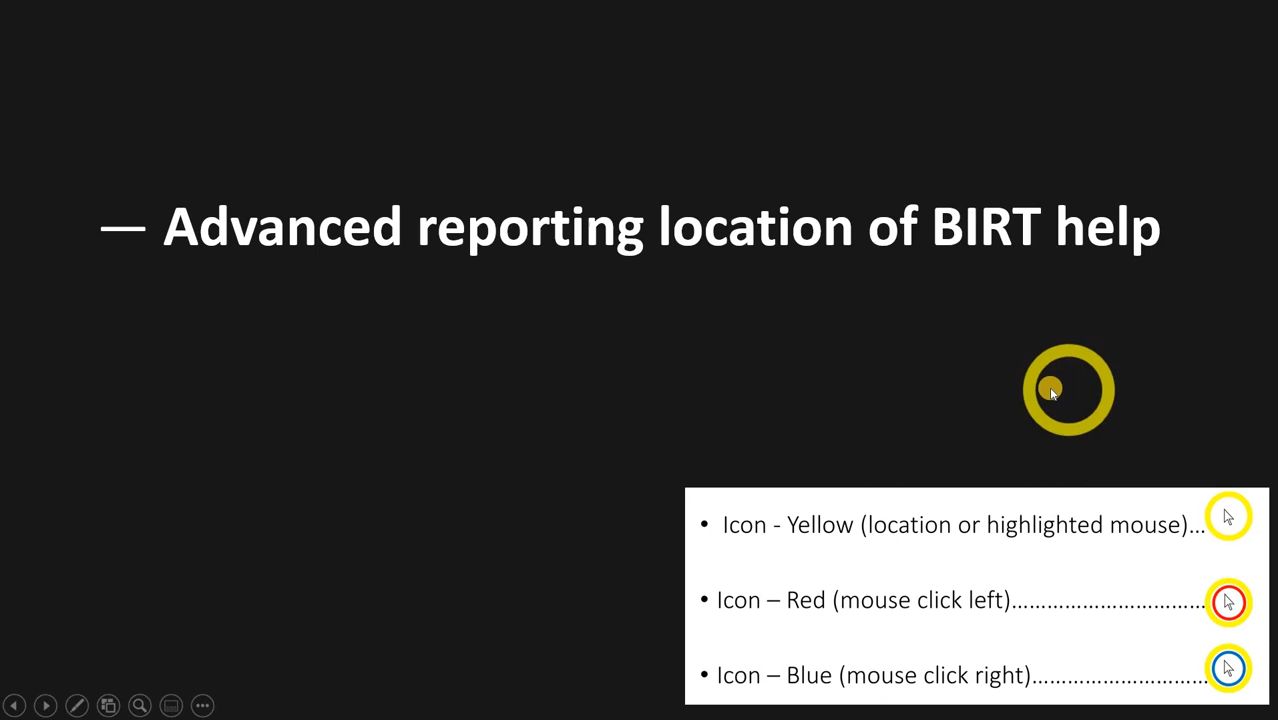 — Advanced reporting location of BIRT help
• Icon - Yellow (location or highlighted mouse)...
• Icon – Red (mouse click left)………………………………
• Icon – Blue (mouse click right)…………………………..